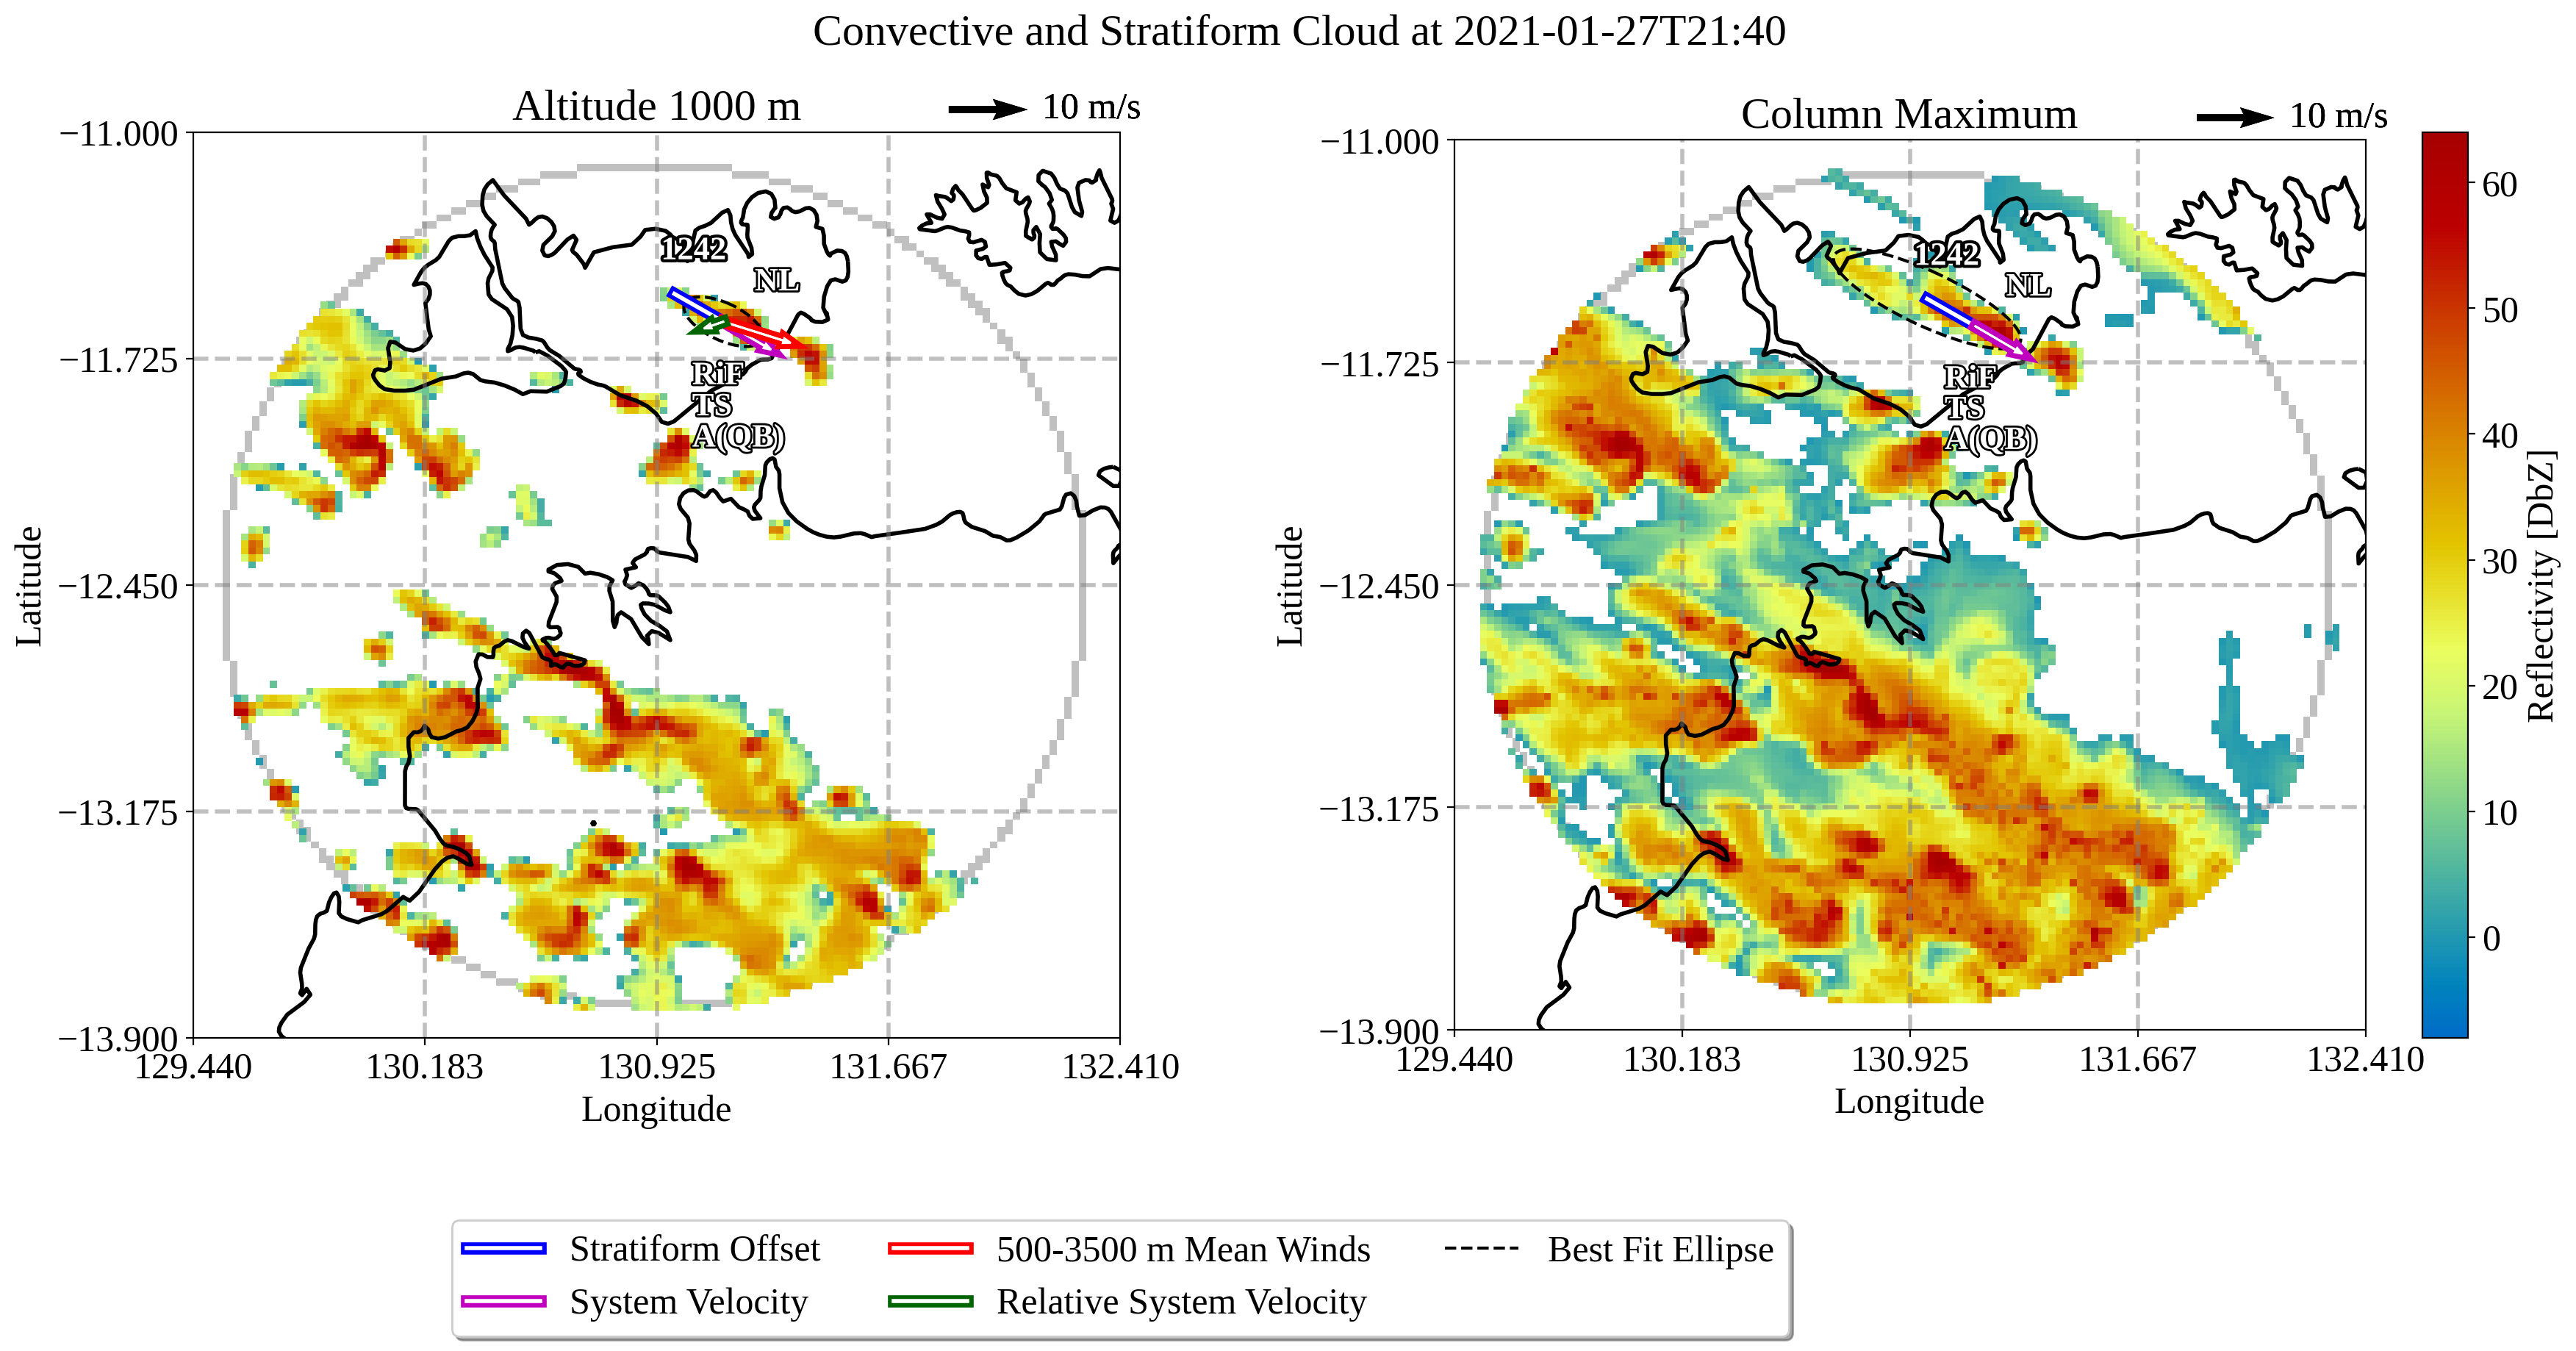 Convective and Stratiform Cloud at 2021-01-27T21:40
Altitude 1000 m
10 m/s
−11.000
−11.725
−12.450
−13.175
−13.900
129.440
130.183
130.925
131.667
132.410
Latitude
Longitude
1242
NL
RiF
TS
A(QB)
Column Maximum
10 m/s
−11.000
−11.725
−12.450
−13.175
−13.900
129.440
130.183
130.925
131.667
132.410
Latitude
Longitude
1242
NL
RiF
TS
A(QB)
60
50
40
30
20
10
0
Reflectivity [DbZ]
Stratiform Offset
System Velocity
500-3500 m Mean Winds
Relative System Velocity
Best Fit Ellipse